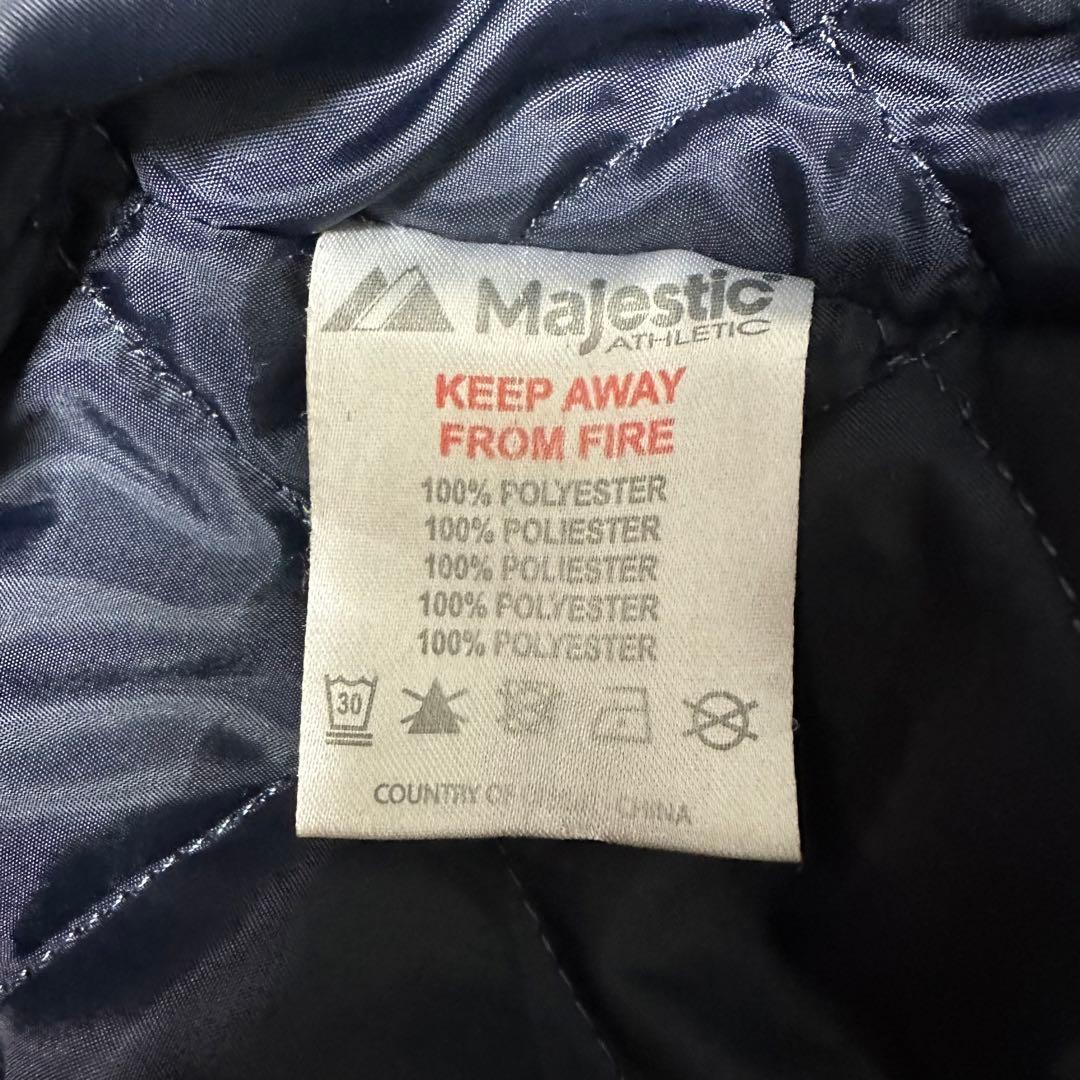 Majestic
ATHLETIC
KEEP AWAY
FROM FIRE
100% POLYESTER
100% POLIESTER
100% POLIESTER
100% POLYESTER
100% POLYESTER
30
COUNTRY OF CHINA